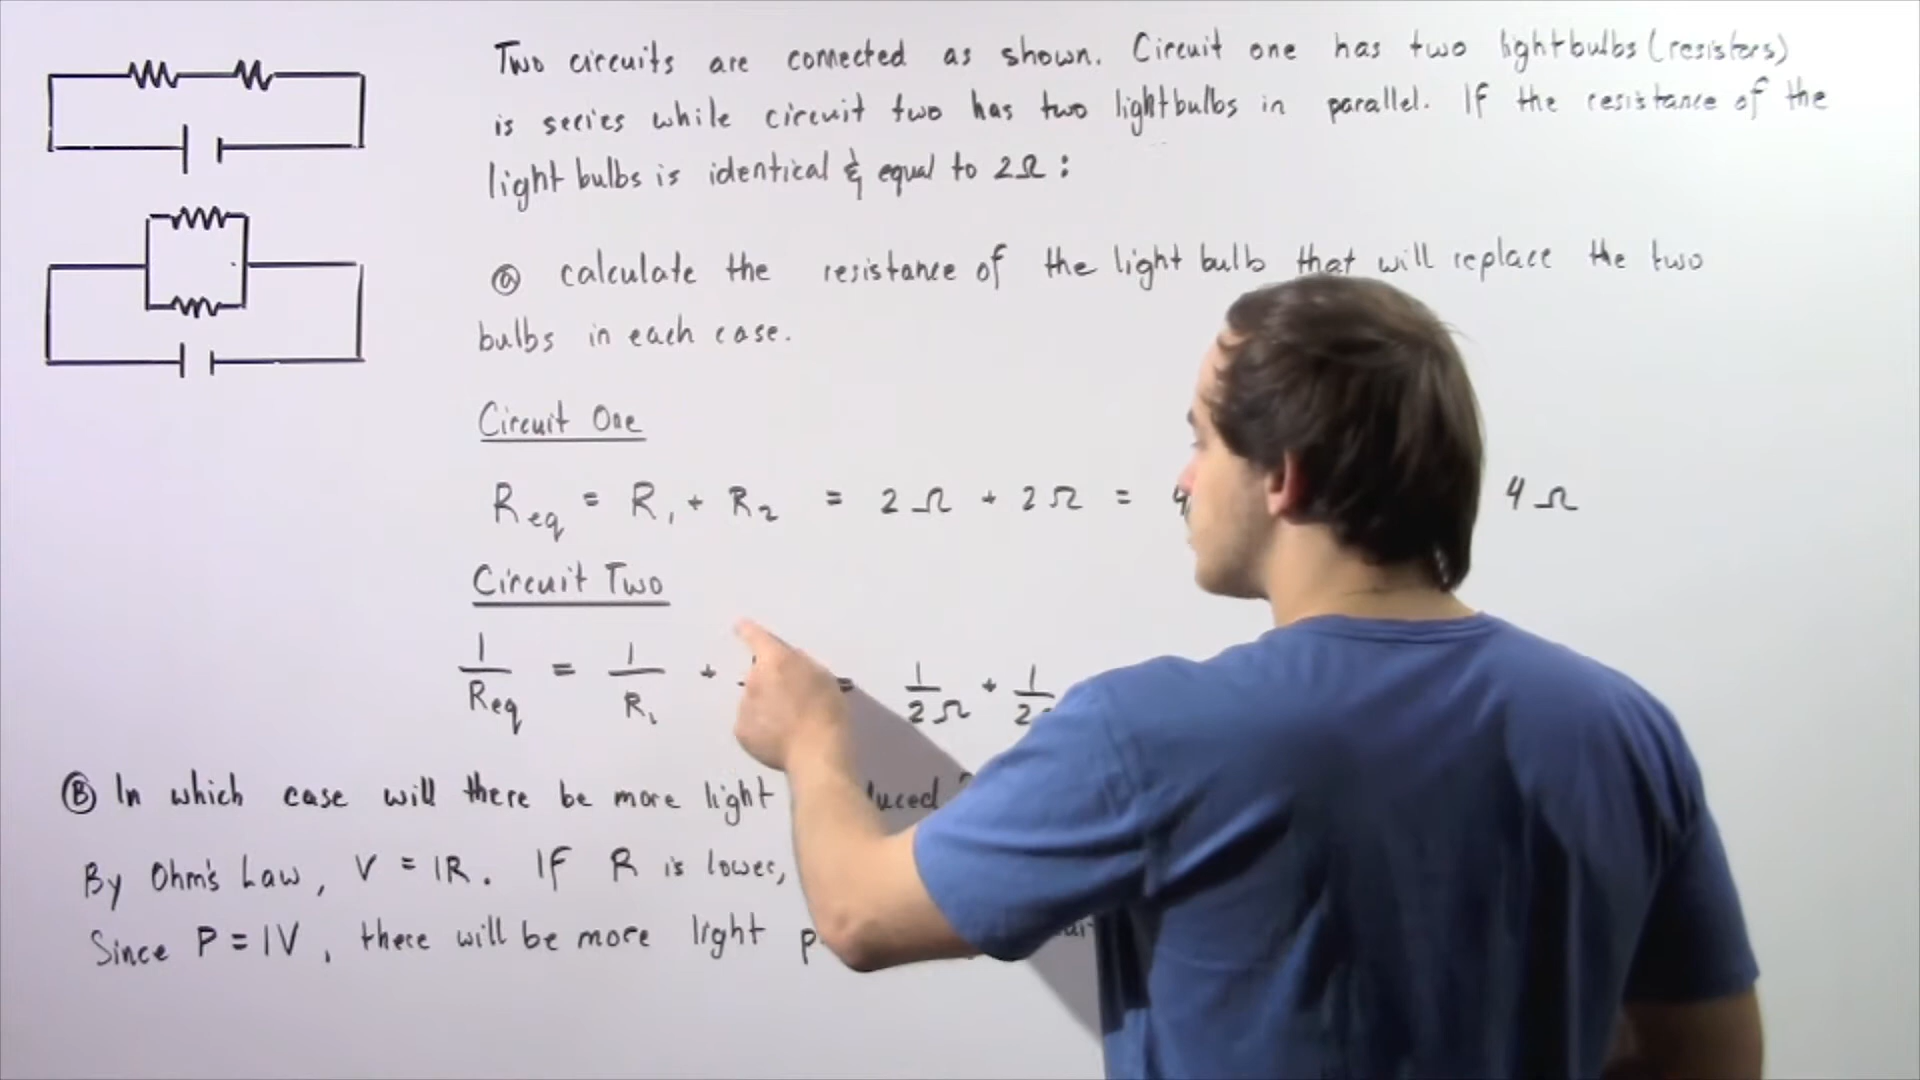 Two circuits are connected as shown. Circuit one has two lightbulbs (resistors)
is series while circuit two has two lightbulbs in parallel. If the resistance of the
light bulbs is identical & equal to 2Ω :
ⓐ calculate the resistance of the light bulb that will replace the two
bulbs in each case.
Circuit One
Req = R₁ + R₂ = 2Ω + 2Ω = 4 4Ω
Circuit Two
1/Req = 1/R₁ + = 1/2Ω + 1/2
Ⓑ In which case will there be more light
By Ohm's Law, V = IR. If R is lower,
Since P = IV, there will be more light